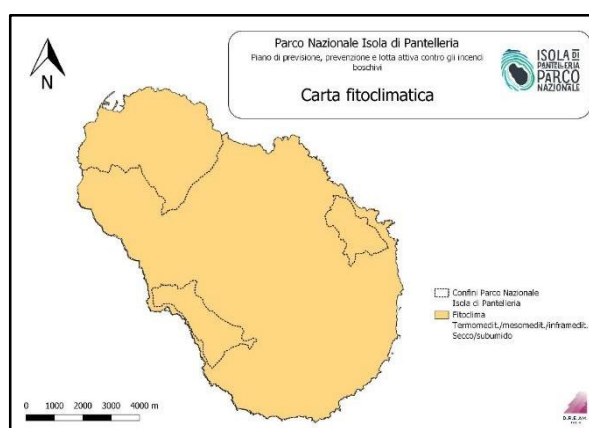 Parco Nazionale Isola di Pantelleria
Piano di previsione, prevenzione e lotta attiva contro gli incenci
boschivi
Carta fitoclimatica
ISOLA DI
PANTELLERIA
PARCO
NAZIONALE
N
Confini Parco Nazionale
Isola di Pantelleria
Fitoclima
Termomedit./mesomedit./inframedit.
Secco/subumido
0 1000 2000 3000 4000 m
D.R.E.AM.